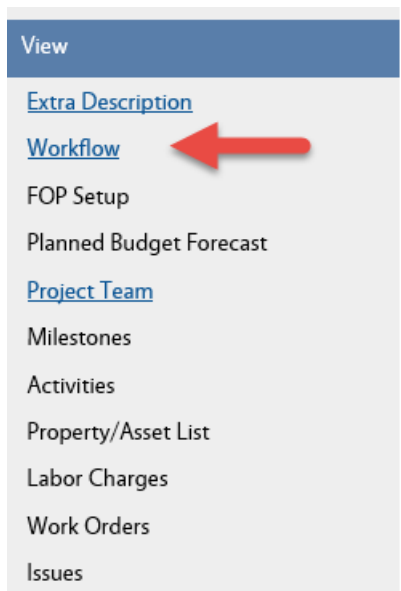 View
Extra Description
Workflow
FOP Setup
Planned Budget Forecast
Project Team
Milestones
Activities
Property/Asset List
Labor Charges
Work Orders
Issues